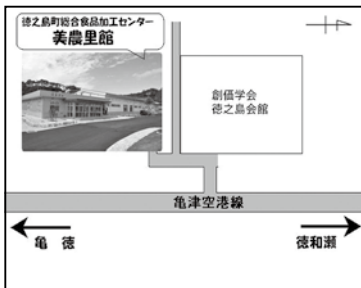 徳之島町総合食品加工センター
美農里館
創価学会
徳之島会館
亀津空港線
亀 徳
徳和瀬